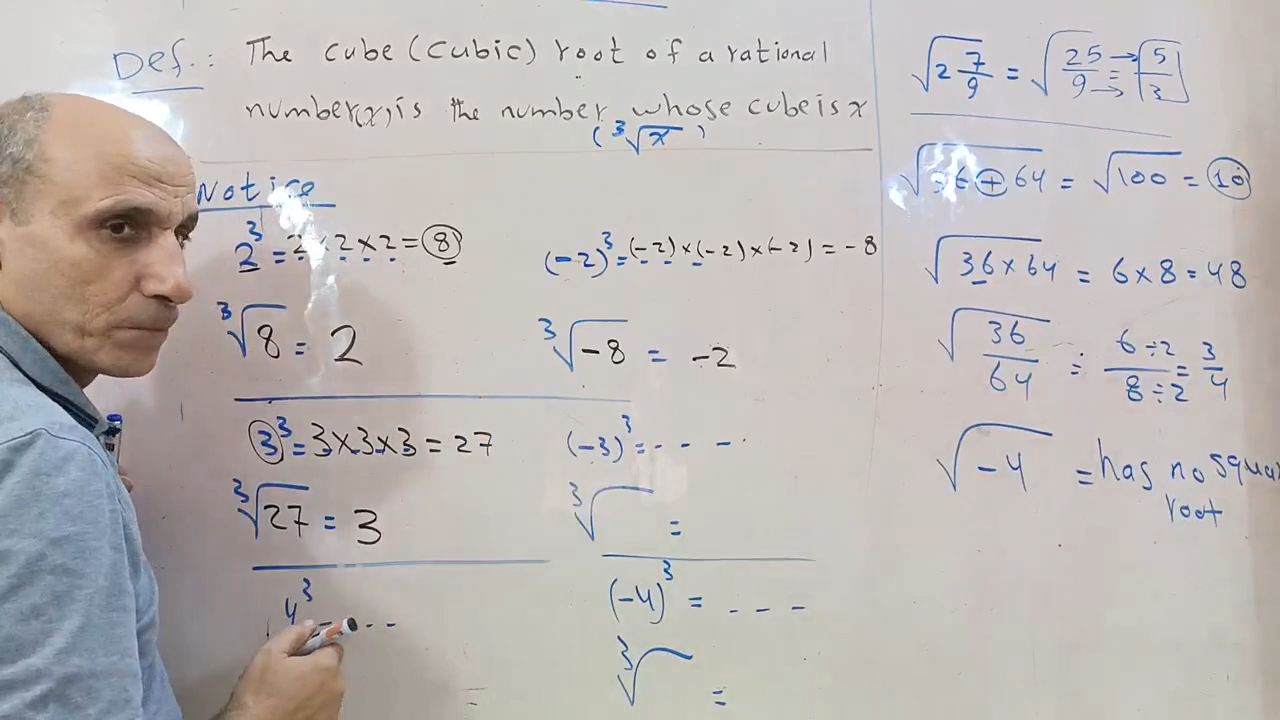 Def.: The cube (cubic) root of a rational
number(x), is the number whose cube is x
(∛x)
Notice
2³ = 2 × 2 × 2 = 8
(-2)³ = (-2) × (-2) × (-2) = -8
∛8 = 2
∛-8 = -2
3³ = 3 × 3 × 3 = 27
(-3)³ = - - -
∛27 = 3
∛ =
4³ = - - -
(-4)³ = - - -
=
∛ =
√2 7/9 = √25/9 = 5/3
√36 + 64 = √100 = 10
√36 × 64 = 6 × 8 = 48
√36/64 = 6 ÷ 2 / 8 ÷ 2 = 3/4
√-4 = has no square
root